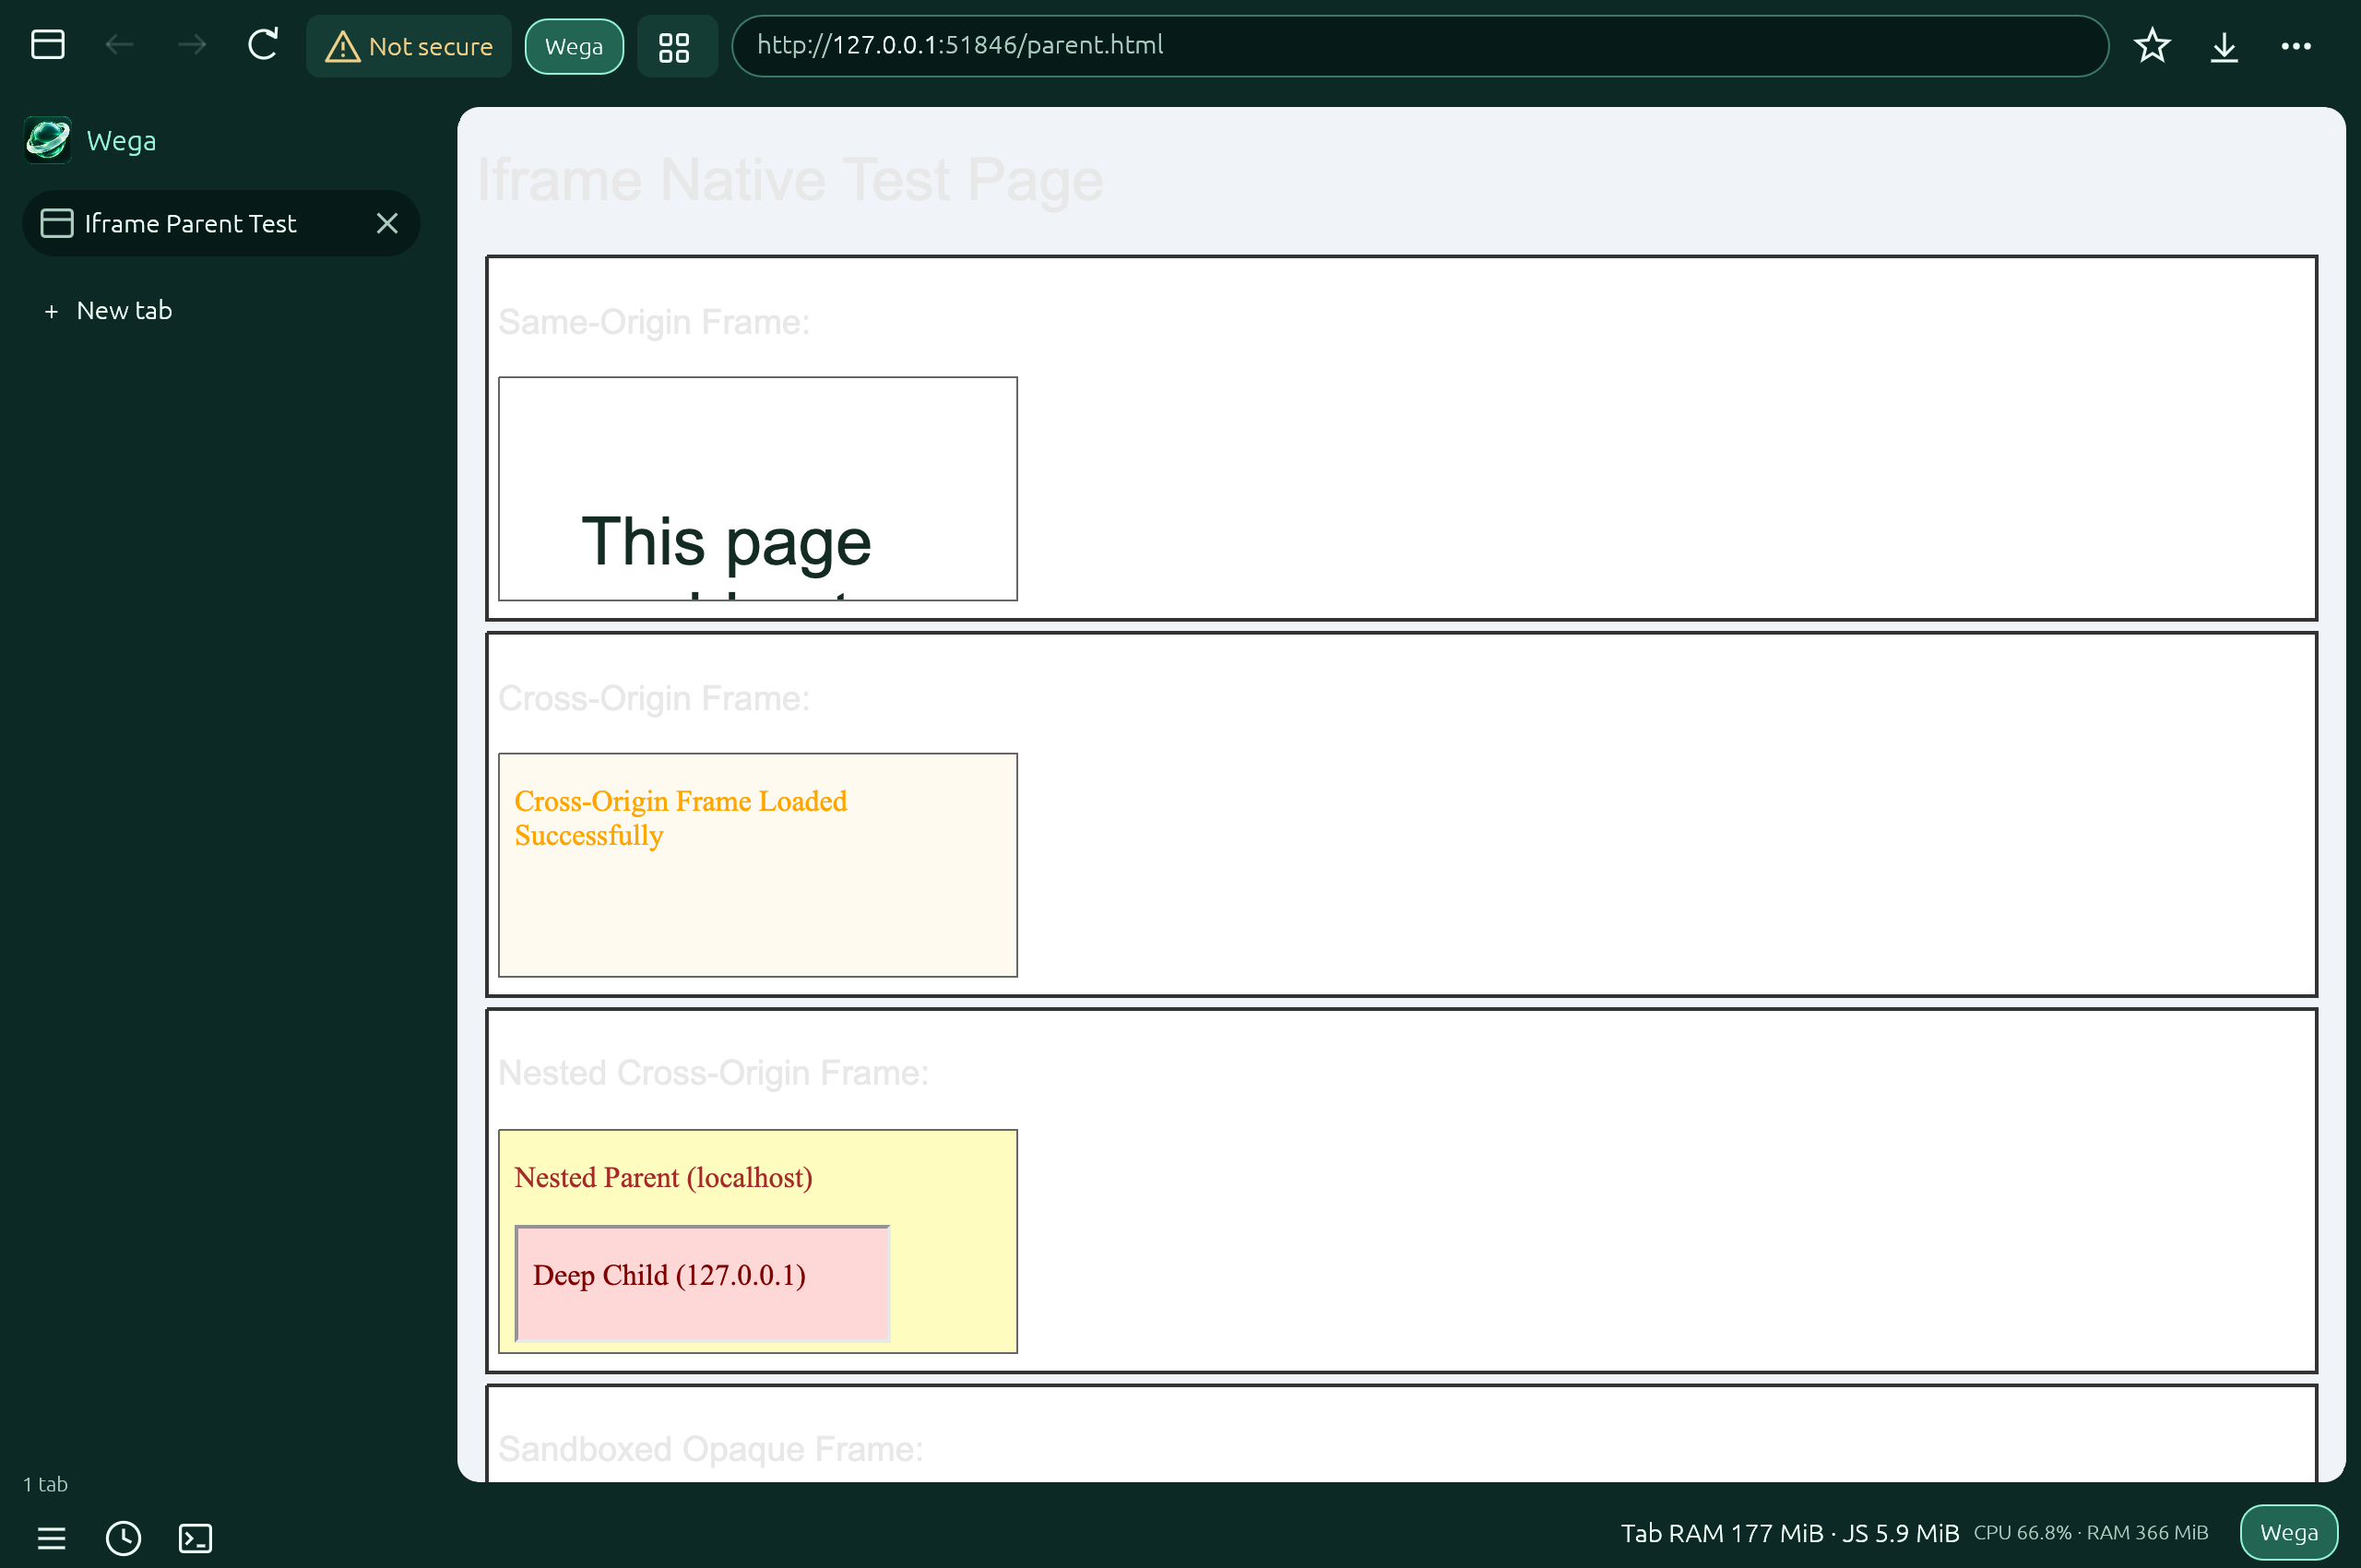 Not secure
Wega
http://127.0.0.1:51846/parent.html
Wega
Iframe Parent Test
+ New tab
Iframe Native Test Page
Same-Origin Frame:
This page
Cross-Origin Frame:
Cross-Origin Frame Loaded
Successfully
Nested Cross-Origin Frame:
Nested Parent (localhost)
Deep Child (127.0.0.1)
Sandboxed Opaque Frame:
1 tab
Tab RAM 177 MiB · JS 5.9 MiB CPU 66.8% · RAM 366 MiB
Wega